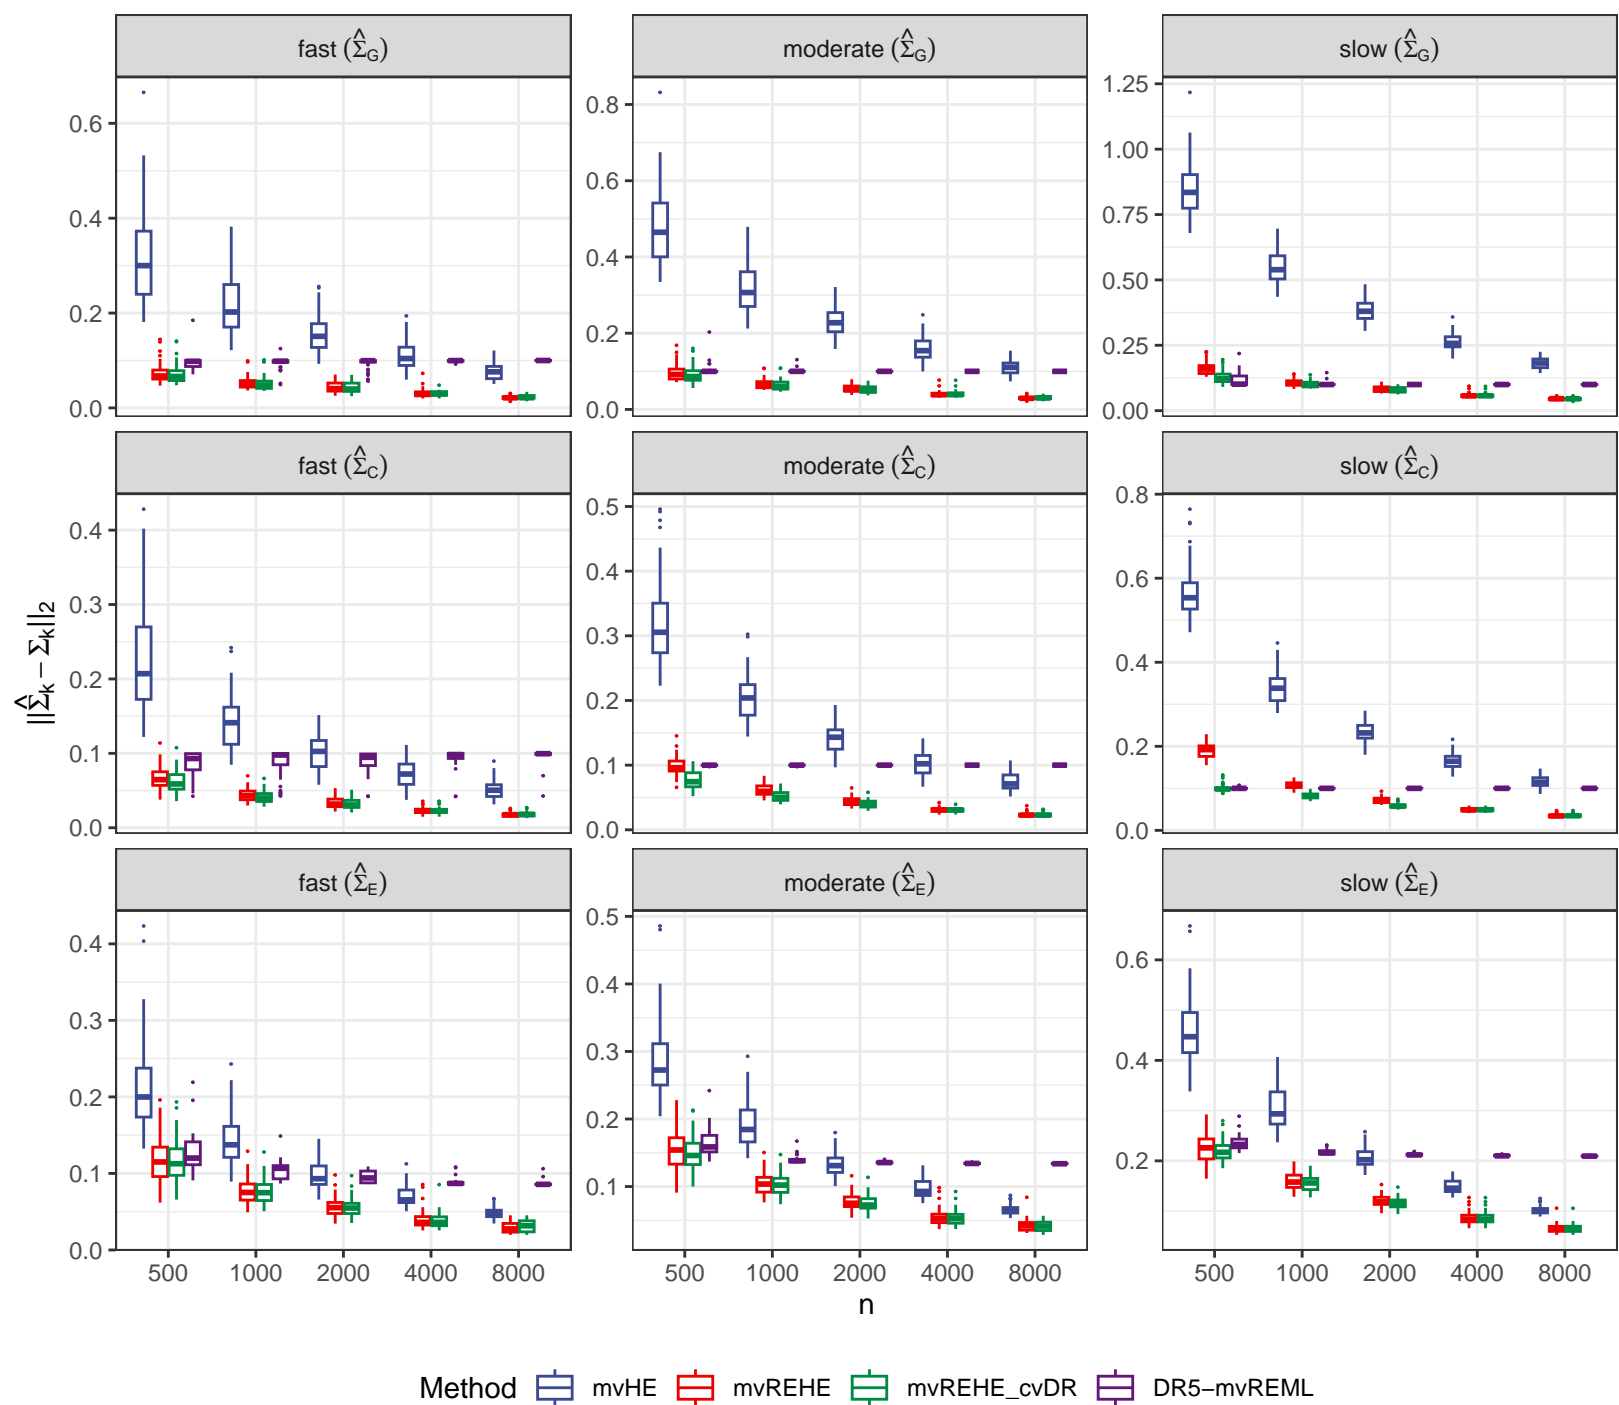 fast (Σ̂G) moderate (Σ̂G) slow (Σ̂G)
0.6 0.4 0.2 0.0
0.8 0.6 0.4 0.2 0.0
1.25 1.00 0.75 0.50 0.25 0.00
fast (Σ̂C) moderate (Σ̂C) slow (Σ̂C)
0.4 0.3 0.2 0.1 0.0
0.5 0.4 0.3 0.2 0.1 0.0
0.8 0.6 0.4 0.2 0.0
||Σ̂k − Σk||2
fast (Σ̂E) moderate (Σ̂E) slow (Σ̂E)
0.4 0.3 0.2 0.1 0.0
0.5 0.4 0.3 0.2 0.1
0.6 0.4 0.2
500 1000 2000 4000 8000 500 1000 2000 4000 8000 500 1000 2000 4000 8000
n
Method mvHE mvREHE mvREHE_cvDR DR5−mvREML